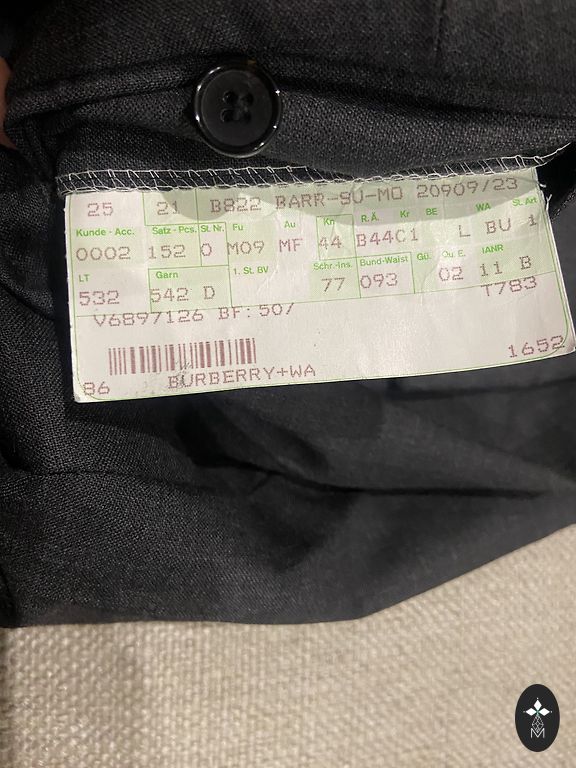 25 21 B822 BARR-SU-MO 20909/23
Kunde - Acc. Satz - Pcs. St. Nr. Fu Au Kn R.Ä. Kr BE WA St. Art
0002 152 0 M09 MF 44 B44C1 L BU 1
LT Garn 1. St. BV Schr.-Ins. Bund-Waist Gü. Qu. E. IANR
532 542 D 77 093 02 11 B
T783
V6897126 BF: 507
1652
86 BURBERRY+WA
M